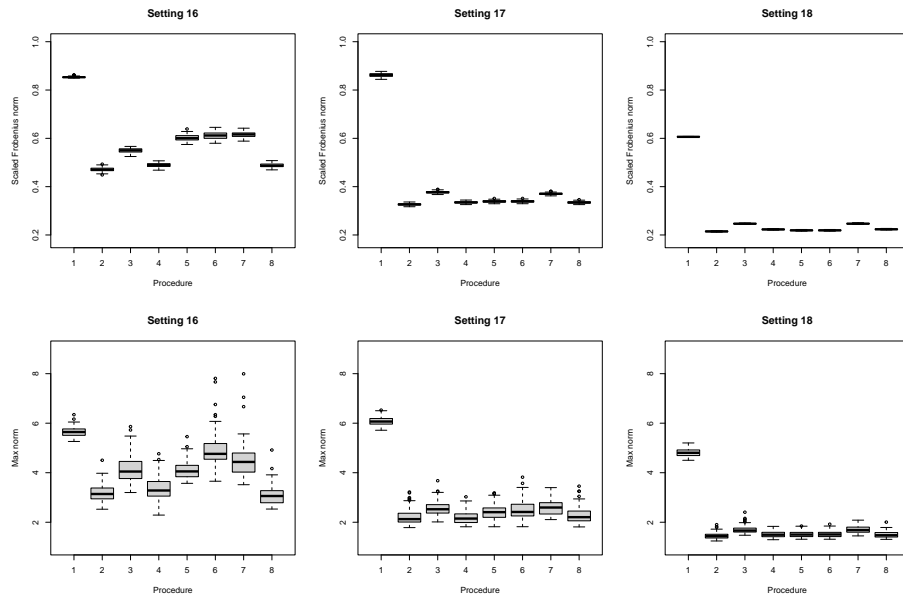 Setting 16
Scaled Frobenius norm
1.0
0.8
0.6
0.4
0.2
1 2 3 4 5 6 7 8
Procedure
Setting 17
Scaled Frobenius norm
1.0
0.8
0.6
0.4
0.2
1 2 3 4 5 6 7 8
Procedure
Setting 18
Scaled Frobenius norm
1.0
0.8
0.6
0.4
0.2
1 2 3 4 5 6 7 8
Procedure
Setting 16
Max norm
8
6
4
2
1 2 3 4 5 6 7 8
Procedure
Setting 17
Max norm
8
6
4
2
1 2 3 4 5 6 7 8
Procedure
Setting 18
Max norm
8
6
4
2
1 2 3 4 5 6 7 8
Procedure